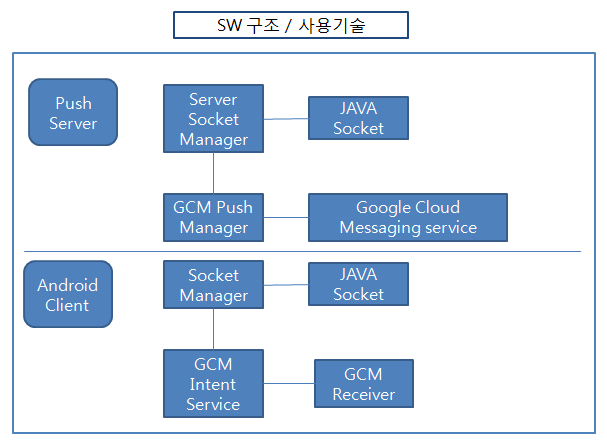 SW 구조 / 사용기술
Push
Server
Server
Socket
Manager
JAVA
Socket
GCM Push
Manager
Google Cloud
Messaging service
Android
Client
Socket
Manager
JAVA
Socket
GCM
Intent
Service
GCM
Receiver